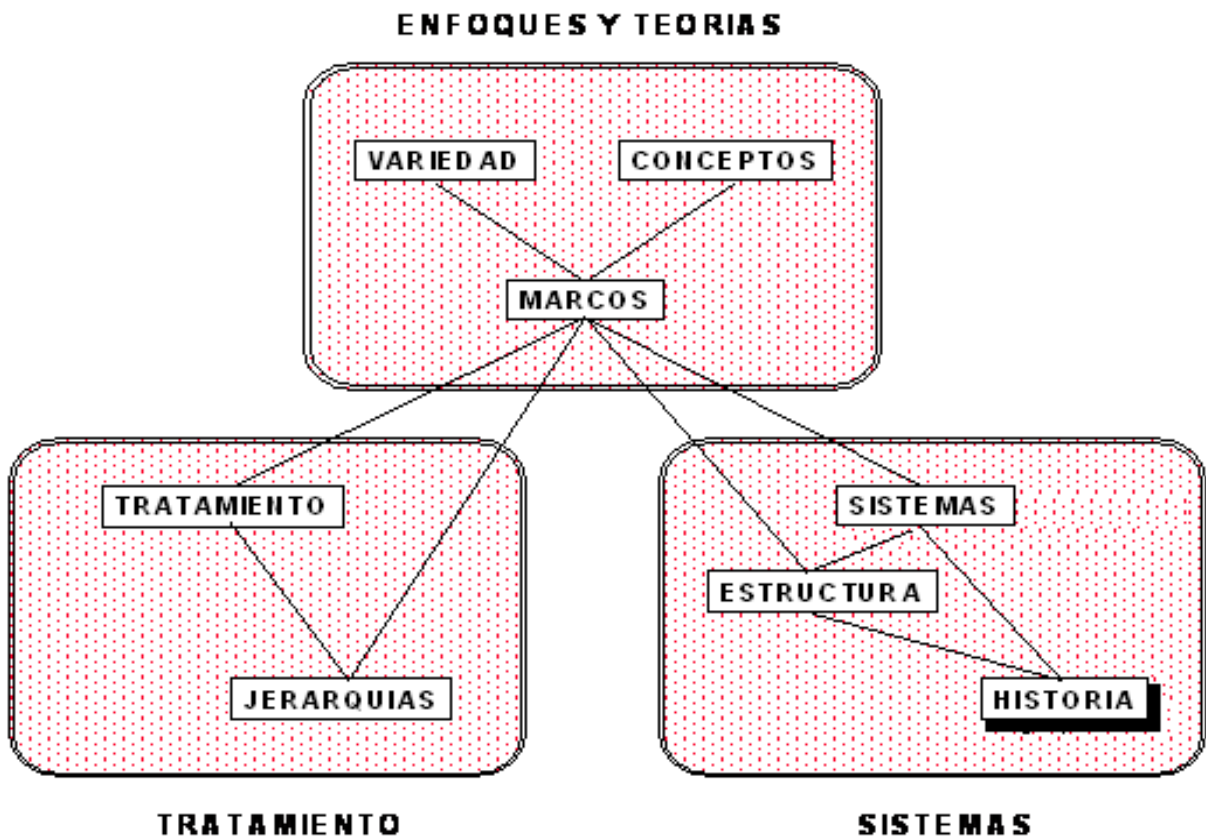 ENFOQUES Y TEORIAS
VARIEDAD
CONCEPTOS
MARCOS
TRATAMIENTO
SISTEMAS
ESTRUCTURA
JERARQUIAS
HISTORIA
TRATAMIENTO
SISTEMAS